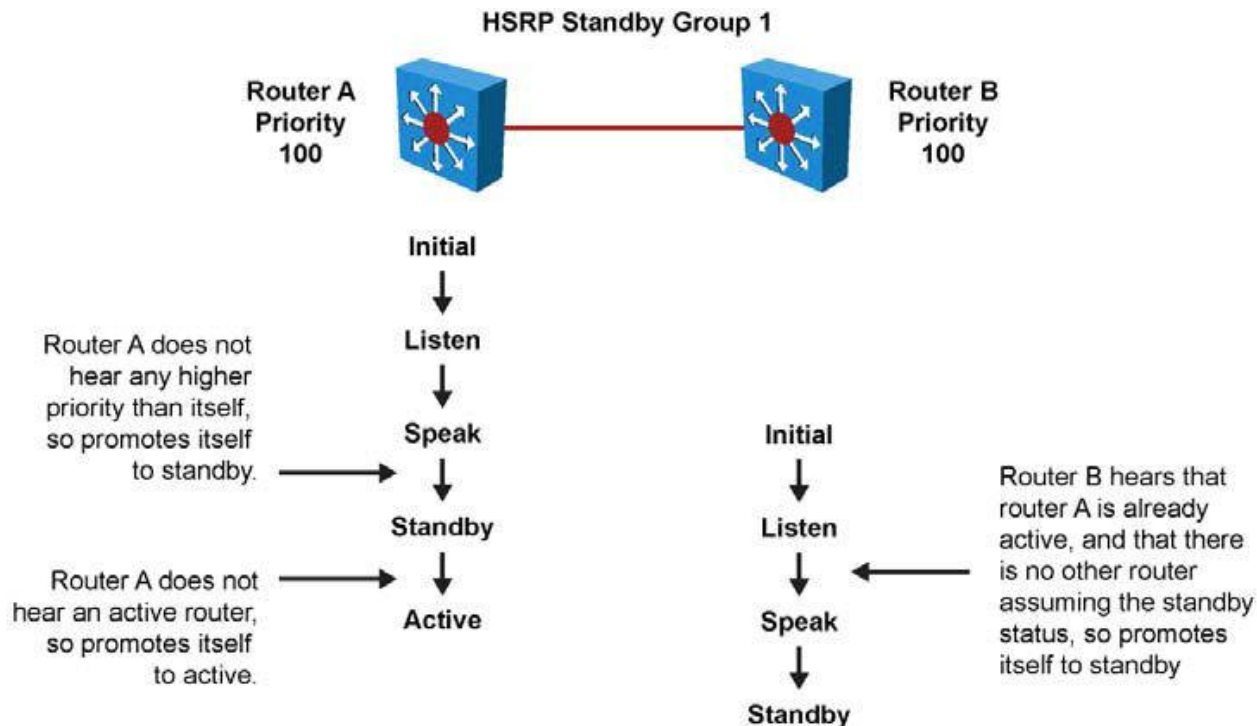 HSRP Standby Group 1
Router A
Priority
100
Router B
Priority
100
Initial
Listen
Router A does not
hear any higher
priority than itself,
so promotes itself
to standby.
Speak
Standby
Router A does not
hear an active router,
so promotes itself
to active.
Active
Initial
Listen
Router B hears that
router A is already
active, and that there
is no other router
assuming the standby
status, so promotes
itself to standby
Speak
Standby